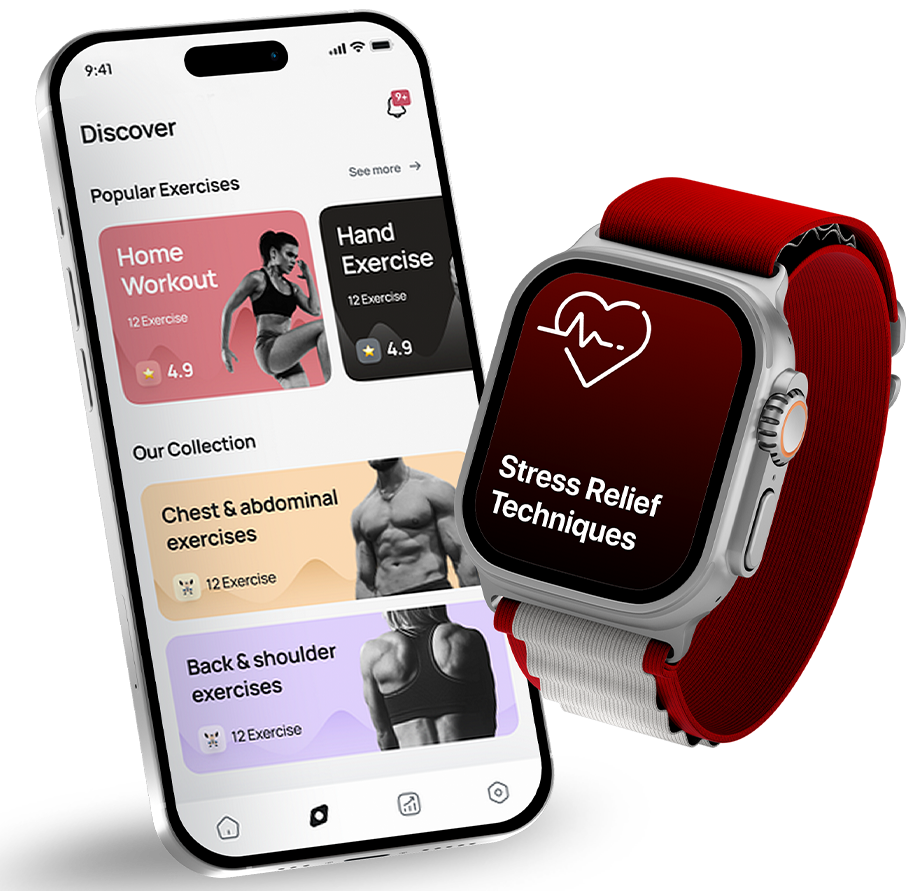 9:41
9+
Discover
See more →
Popular Exercises
Home
Workout
12 Exercise
4.9
Hand
Exercise
12 Exercise
4.9
Our Collection
Chest & abdominal
exercises
12 Exercise
Back & shoulder
exercises
12 Exercise
Stress Relief
Techniques